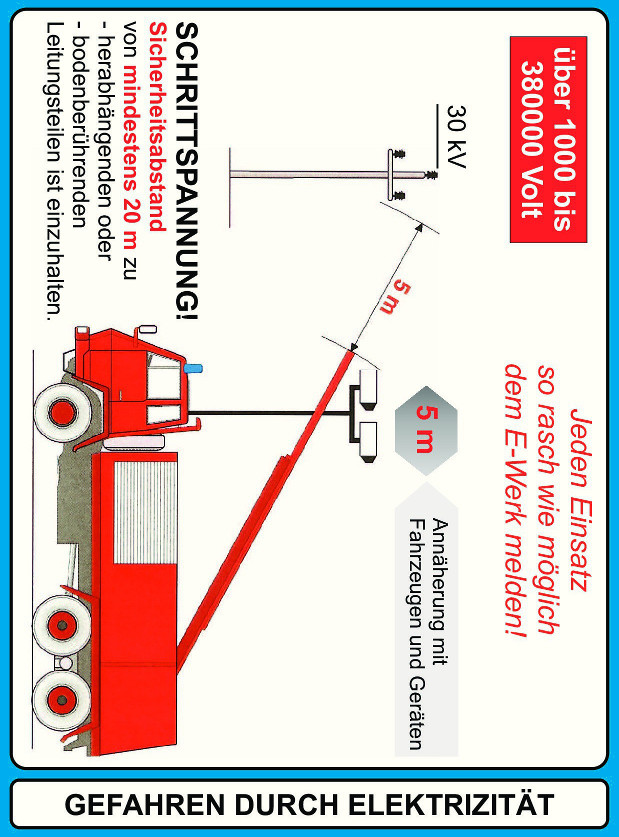 über 1000 bis
380000 Volt
Jeden Einsatz
so rasch wie möglich
dem E-Werk melden!
30 kV
5 m
5 m
Annäherung mit
Fahrzeugen und Geräten
SCHRITTSPANNUNG!
Sicherheitsabstand
von mindestens 20 m zu
- herabhängenden oder
- bodenberührenden
Leitungsteilen ist einzuhalten.
GEFAHREN DURCH ELEKTRIZITÄT